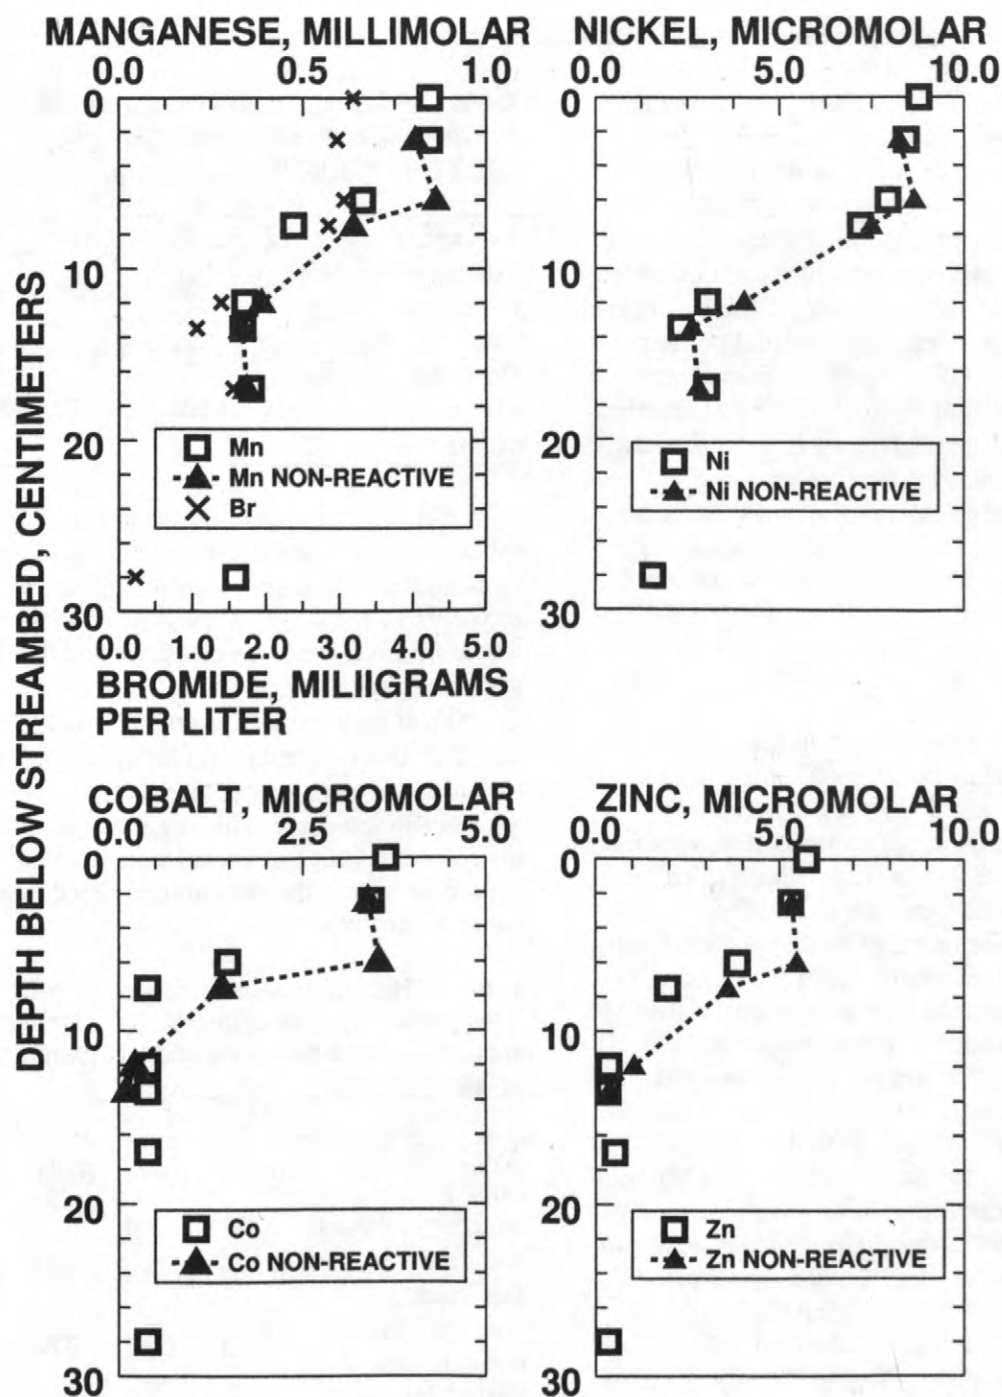 MANGANESE, MILLIMOLAR
0.0 0.5 1.0
NICKEL, MICROMOLAR
0.0 5.0 10.0
DEPTH BELOW STREAMBED, CENTIMETERS
0
10
20
30
Mn
Mn NON-REACTIVE
Br
0.0 1.0 2.0 3.0 4.0 5.0
BROMIDE, MILIIGRAMS
PER LITER
0
10
20
30
Ni
Ni NON-REACTIVE
COBALT, MICROMOLAR
0.0 2.5 5.0
0
10
20
30
Co
Co NON-REACTIVE
ZINC, MICROMOLAR
0.0 5.0 10.0
0
10
20
30
Zn
Zn NON-REACTIVE